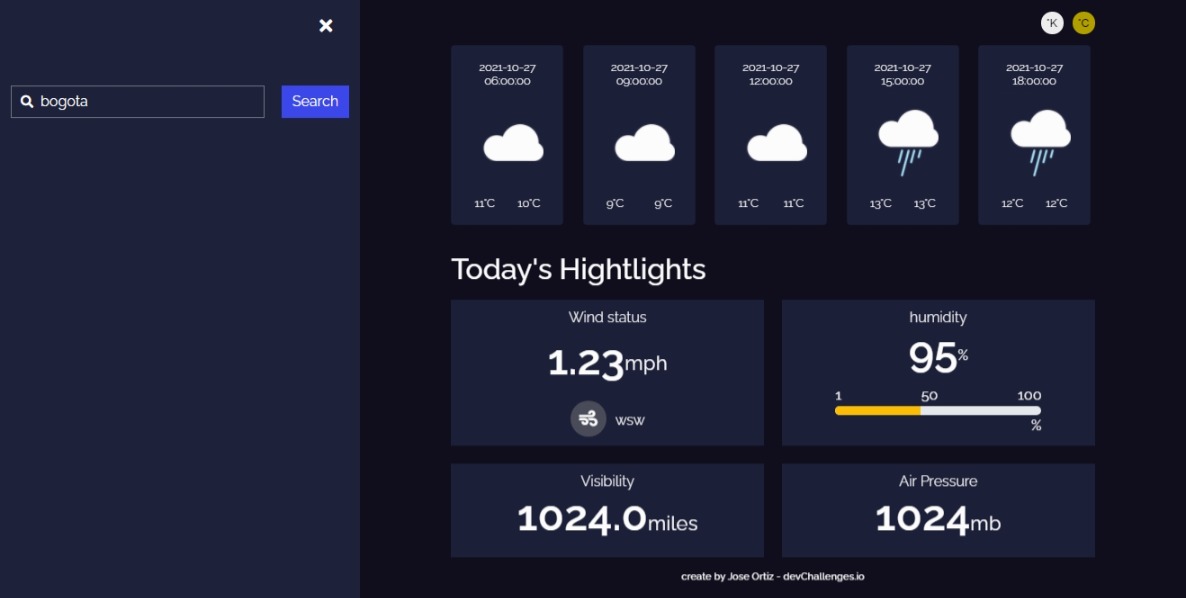 bogota
Search
°K
°C
2021-10-27
06:00:00
11°C 10°C
2021-10-27
09:00:00
9°C 9°C
2021-10-27
12:00:00
11°C 11°C
2021-10-27
15:00:00
13°C 13°C
2021-10-27
18:00:00
12°C 12°C
Today's Hightlights
Wind status
1.23mph
wsw
humidity
95%
1 50 100
%
Visibility
1024.0miles
Air Pressure
1024mb
create by Jose Ortiz - devChallenges.io